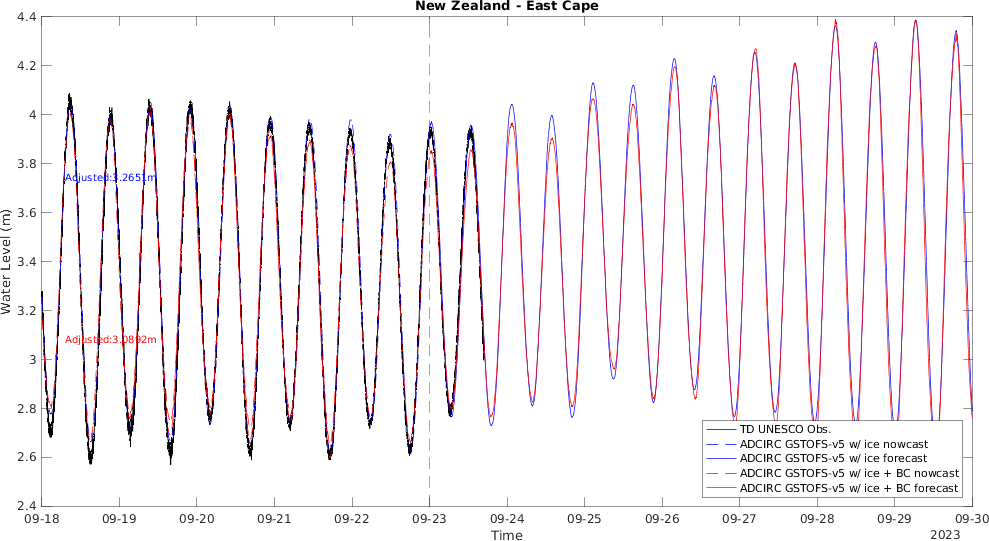 New Zealand - East Cape
4.4
4.2
4
3.8
3.6
3.4
3.2
3
2.8
2.6
2.4
Water Level (m)
Adjusted:3.2651m
Adjusted:3.0892m
TD UNESCO Obs.
ADCIRC GSTOFS-v5 w/ ice nowcast
ADCIRC GSTOFS-v5 w/ ice forecast
ADCIRC GSTOFS-v5 w/ ice + BC nowcast
ADCIRC GSTOFS-v5 w/ ice + BC forecast
09-18 09-19 09-20 09-21 09-22 09-23 09-24 09-25 09-26 09-27 09-28 09-29 09-30
Time
2023